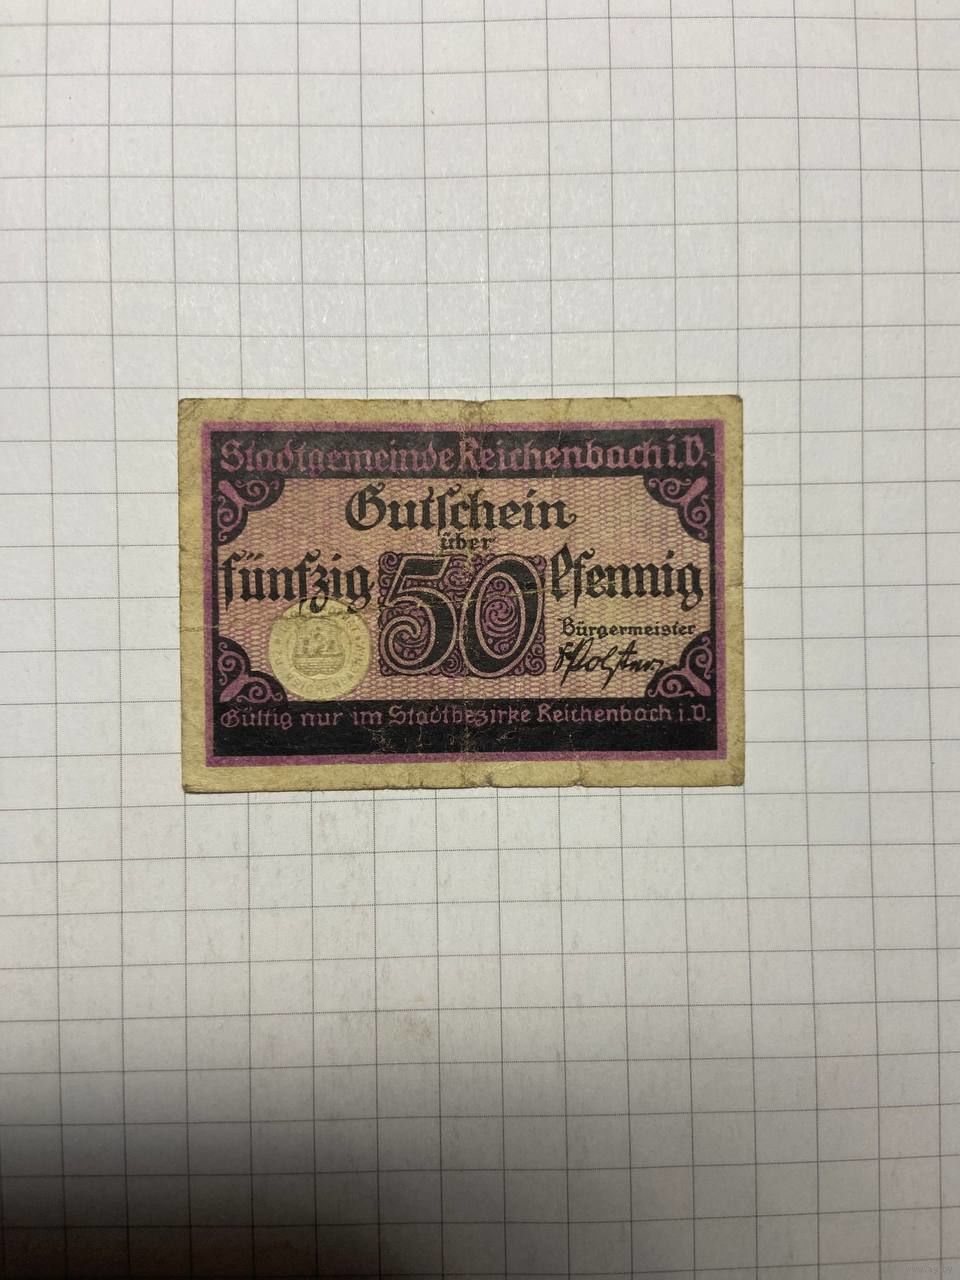 Stadtgemeinde Reichenbach i. V.
Gutschein
über
fünfzig 50 Pfennig
Bürgermeister
Gültig nur im Stadtbezirke Reichenbach i. V.